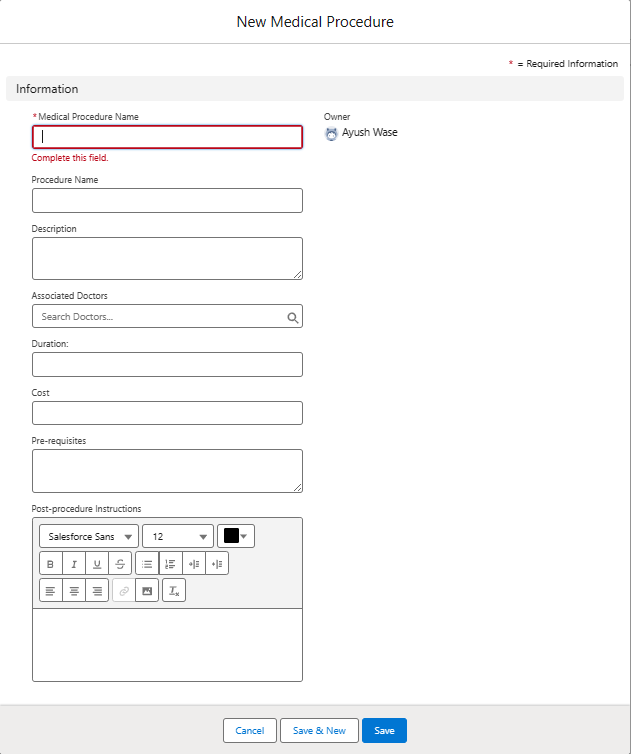 New Medical Procedure
* = Required Information
Information
*Medical Procedure Name
Complete this field.
Owner
Ayush Wase
Procedure Name
Description
Associated Doctors
Search Doctors...
Duration:
Cost
Pre-requisites
Post-procedure Instructions
Salesforce Sans 12
B I U S
Cancel Save & New Save